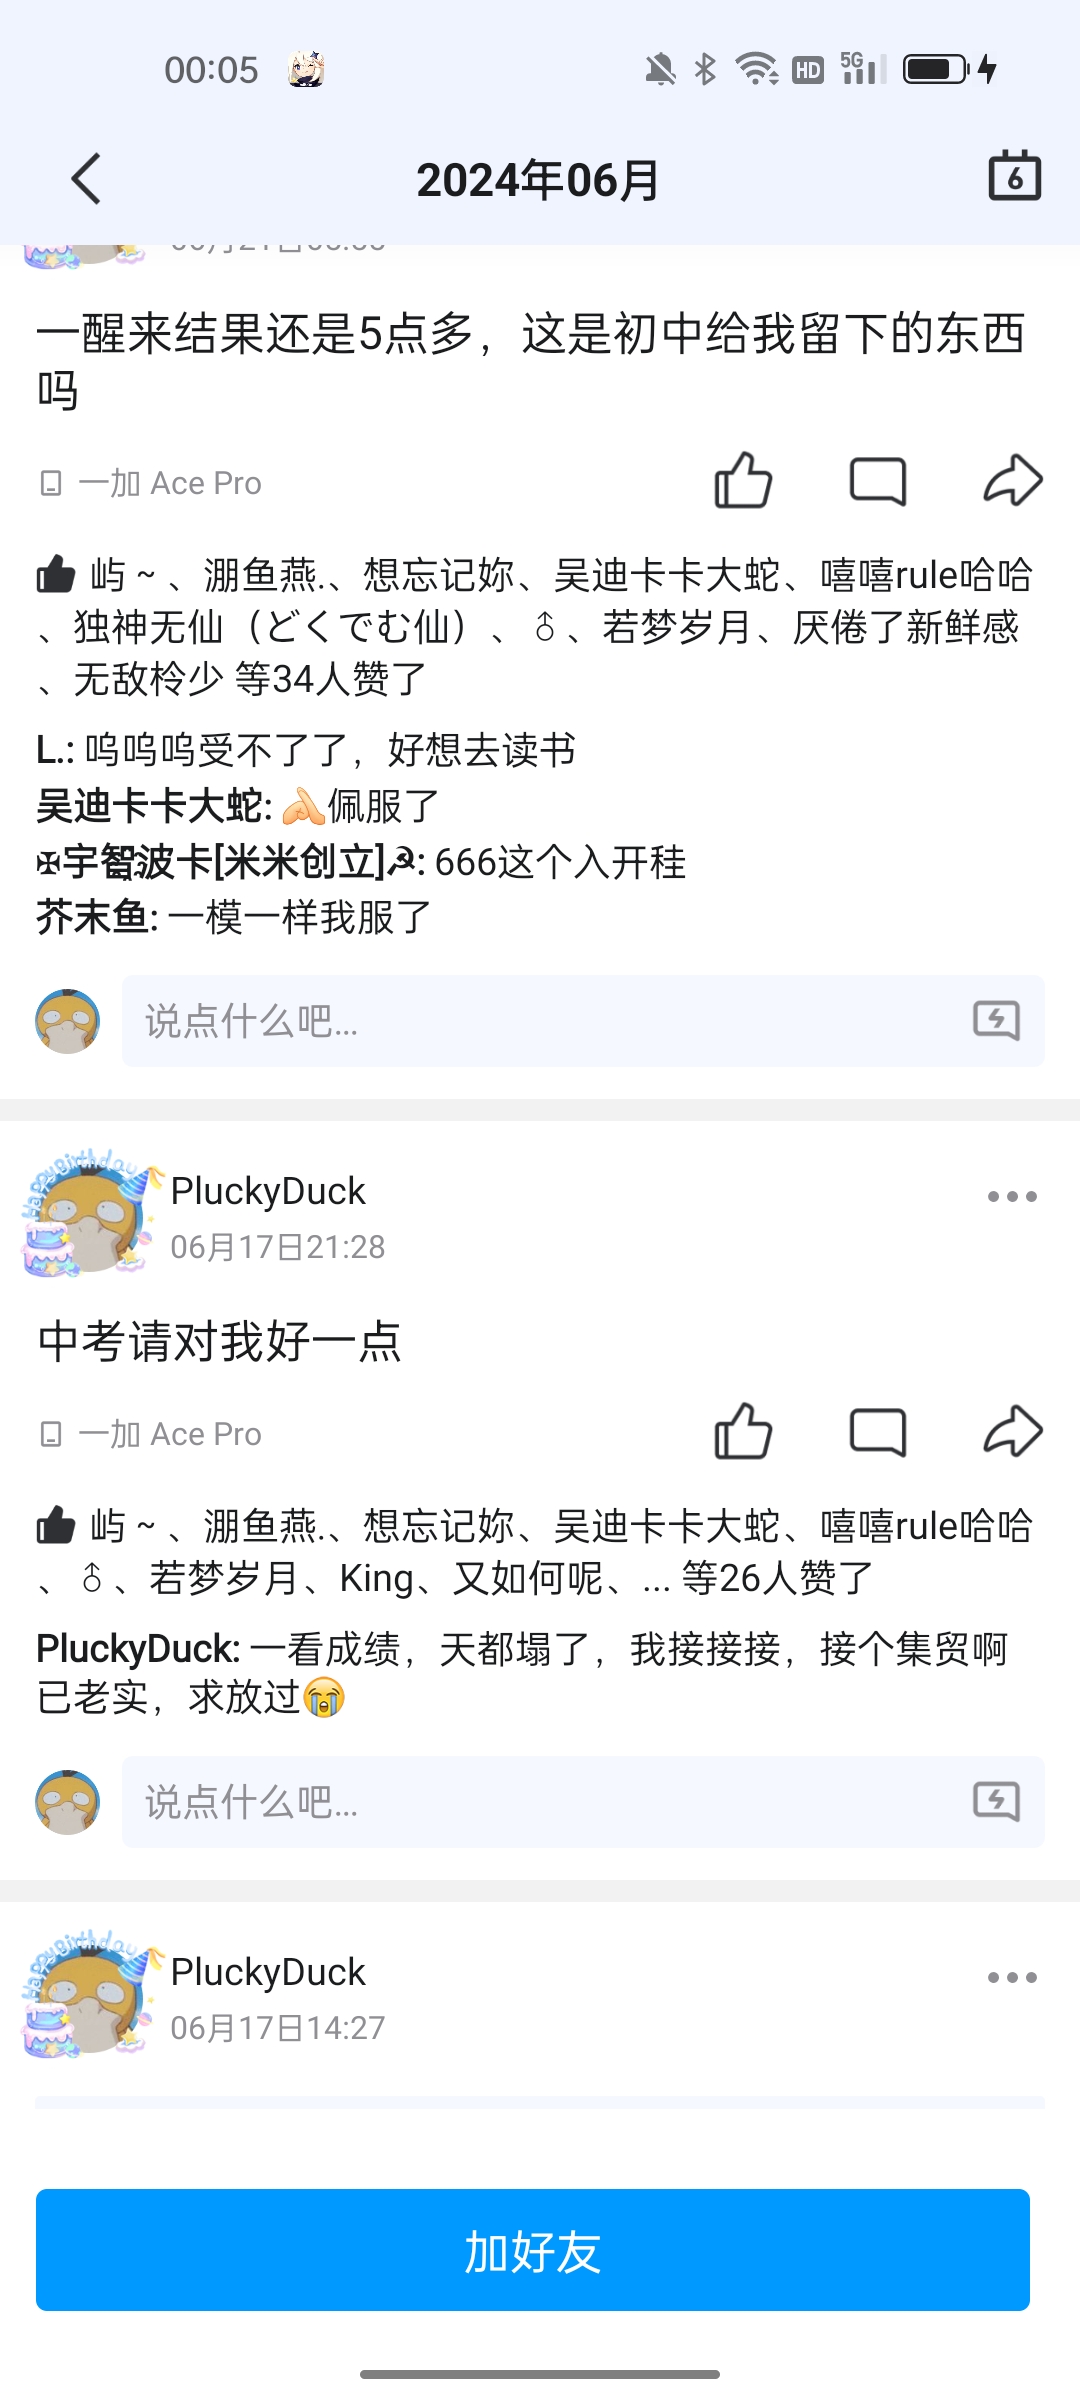 00:05
HD 5G
2024年06月
6
一醒来结果还是5点多，这是初中给我留下的东西
吗
一加 Ace Pro
屿 ~ 、淜鱼燕.、想忘记妳、吴迪卡卡大蛇、嘻嘻rule哈哈
、独神无仙（どくでむ仙）、♂、若梦岁月、厌倦了新鲜感
、无敌柃少 等34人赞了
L.: 呜呜呜受不了了，好想去读书
吴迪卡卡大蛇: 佩服了
✠宇智波卡[米米创立]☭: 666这个入开秿
芥末鱼: 一模一样我服了
说点什么吧...
Happy Birthday
PluckyDuck
06月17日21:28
中考请对我好一点
一加 Ace Pro
屿 ~ 、淜鱼燕.、想忘记妳、吴迪卡卡大蛇、嘻嘻rule哈哈
、♂、若梦岁月、King、又如何呢、... 等26人赞了
PluckyDuck: 一看成绩，天都塌了，我接接接，接个集贸啊
已老实，求放过😭
说点什么吧...
Happy Birthday
PluckyDuck
06月17日14:27
加好友